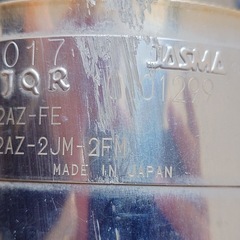 017 JASMA
JQR
2AZ-FE
2AZ-2JM-2FM
MADE IN JAPAN